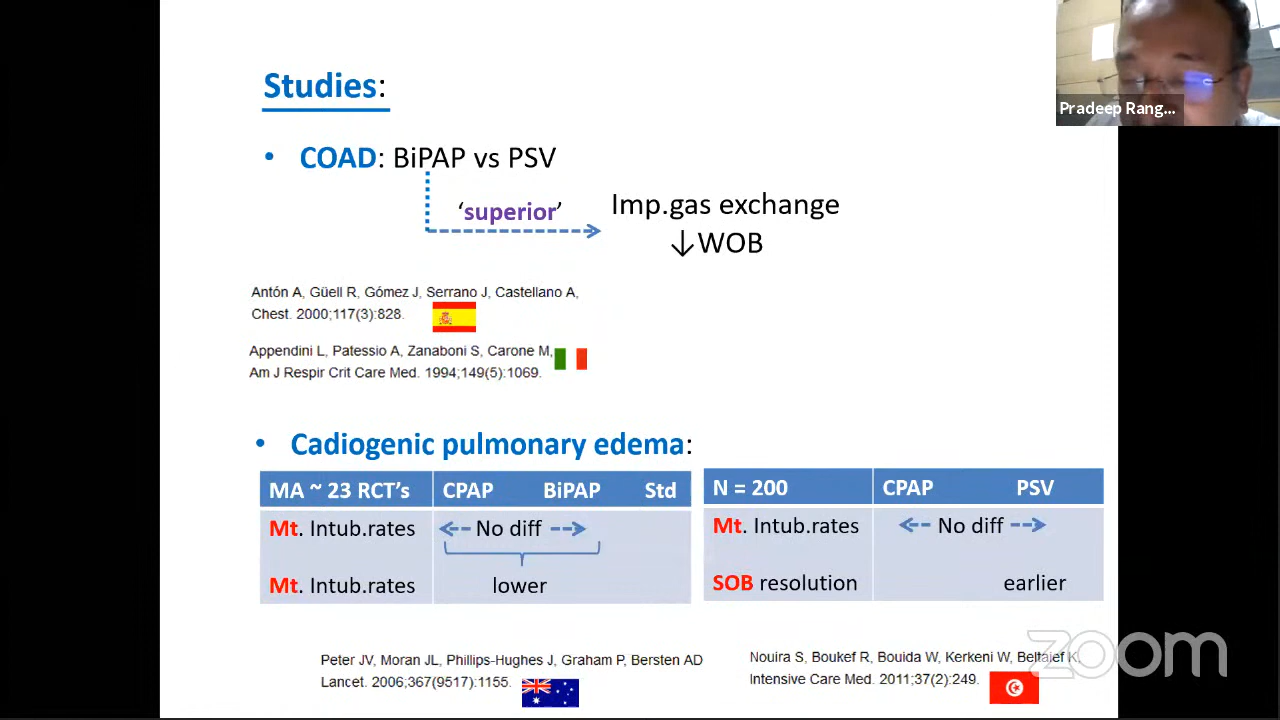 Studies:
• COAD: BiPAP vs PSV
'superior'
Imp.gas exchange
↓WOB
Antón A, Güell R, Gómez J, Serrano J, Castellano A,
Chest. 2000;117(3):828.
Appendini L, Patessio A, Zanaboni S, Carone M,
Am J Respir Crit Care Med. 1994;149(5):1069.
• Cadiogenic pulmonary edema:
MA ~ 23 RCT's CPAP BiPAP Std
Mt. Intub.rates No diff
Mt. Intub.rates lower
N = 200 CPAP PSV
Mt. Intub.rates No diff
SOB resolution earlier
Peter JV, Moran JL, Phillips-Hughes J, Graham P, Bersten AD
Lancet. 2006;367(9517):1155.
Nouira S, Boukef R, Bouida W, Kerkeni W, Beltaief K.
Intensive Care Med. 2011;37(2):249.
Pradeep Rang...
zoom